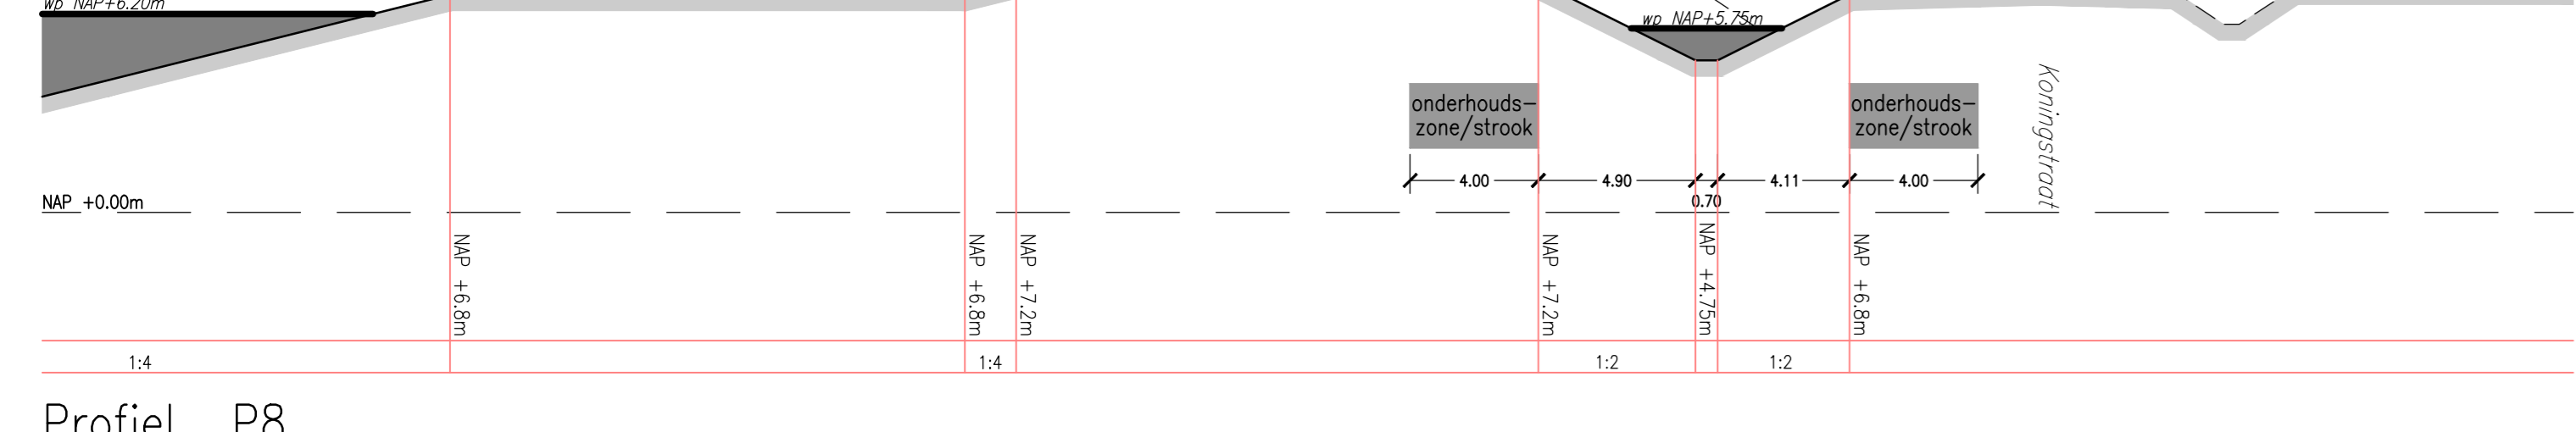 wp NAP+6.20m
wp NAP+5.75m
onderhouds-
zone/strook
onderhouds-
zone/strook
Koningstraat
4.00
4.90
0.70
4.11
4.00
NAP +0.00m
NAP +6.8m
NAP +6.8m
NAP +7.2m
NAP +7.2m
NAP +4.75m
NAP +6.8m
1:4
1:4
1:2
1:2
Profiel P8